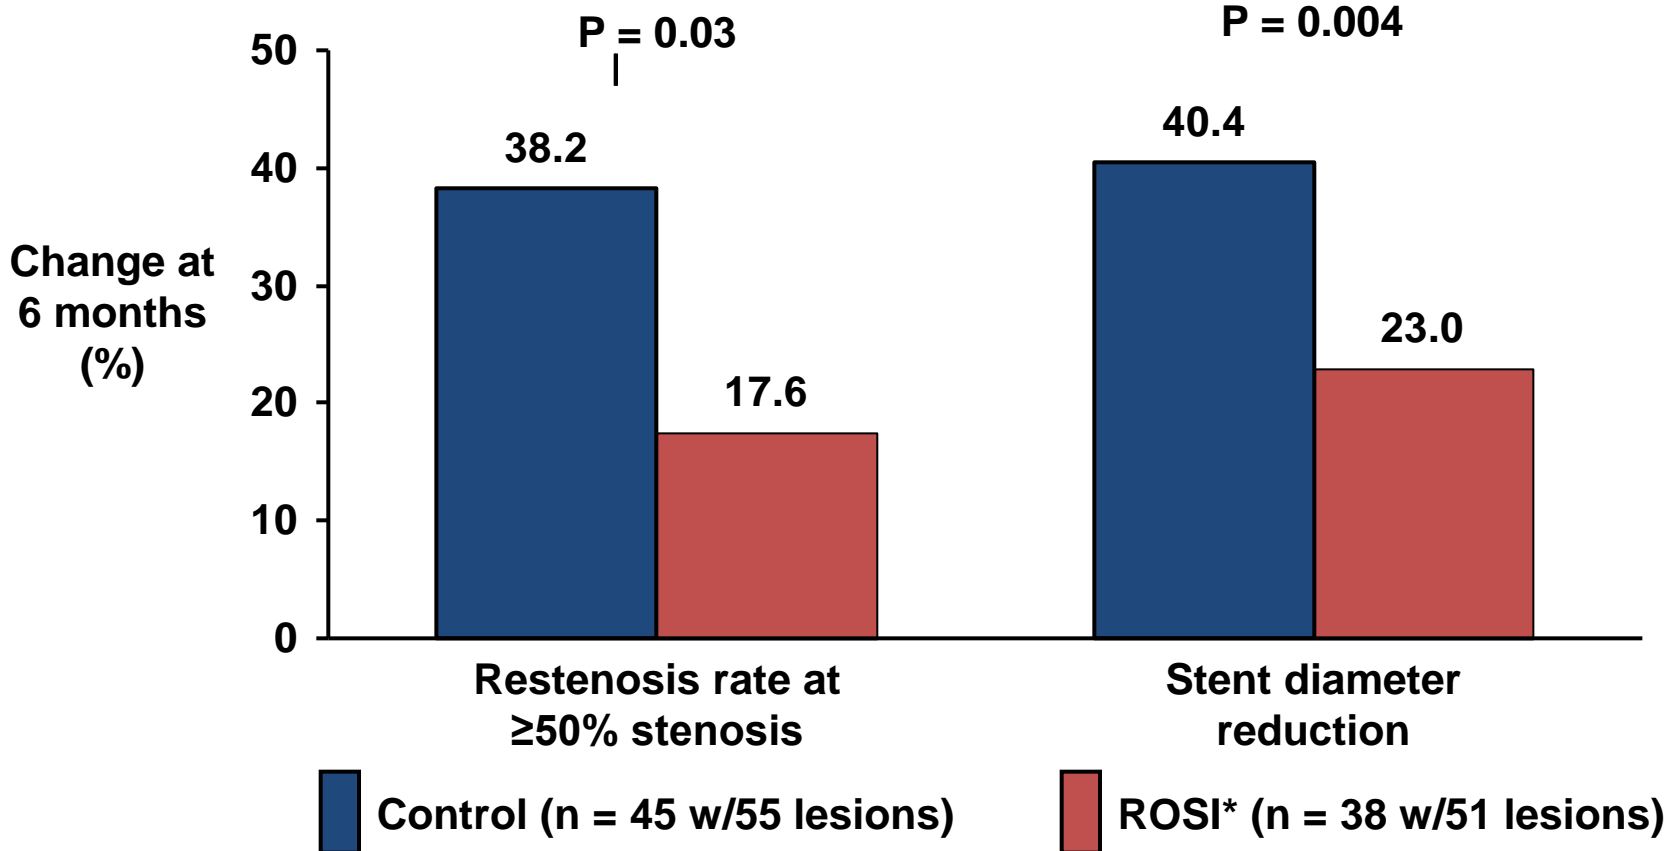 P = 0.03
P = 0.004
50
40
30
20
10
0
Change at
6 months
(%)
38.2
17.6
40.4
23.0
Restenosis rate at
≥50% stenosis
Stent diameter
reduction
Control (n = 45 w/55 lesions)
ROSI* (n = 38 w/51 lesions)